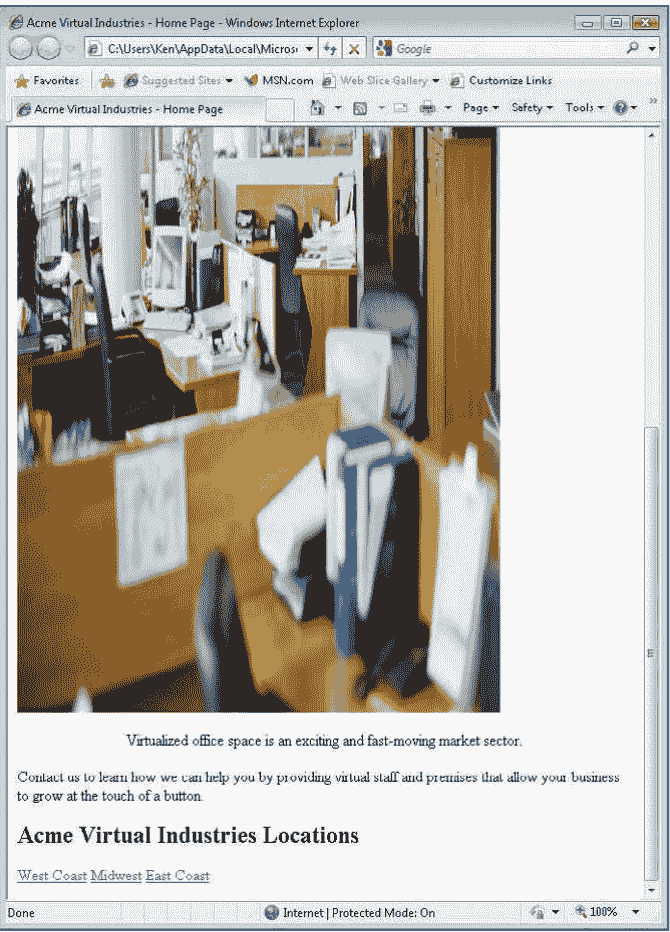 Acme Virtual Industries - Home Page - Windows Internet Explorer
C:\Users\Ken\AppData\Local\Micros
Google
Favorites Suggested Sites MSN.com Web Slice Gallery Customize Links
Acme Virtual Industries - Home Page Page Safety Tools »
Virtualized office space is an exciting and fast-moving market sector.
Contact us to learn how we can help you by providing virtual staff and premises that allow your business
to grow at the touch of a button.
Acme Virtual Industries Locations
West Coast Midwest East Coast
Done Internet | Protected Mode: On 100%